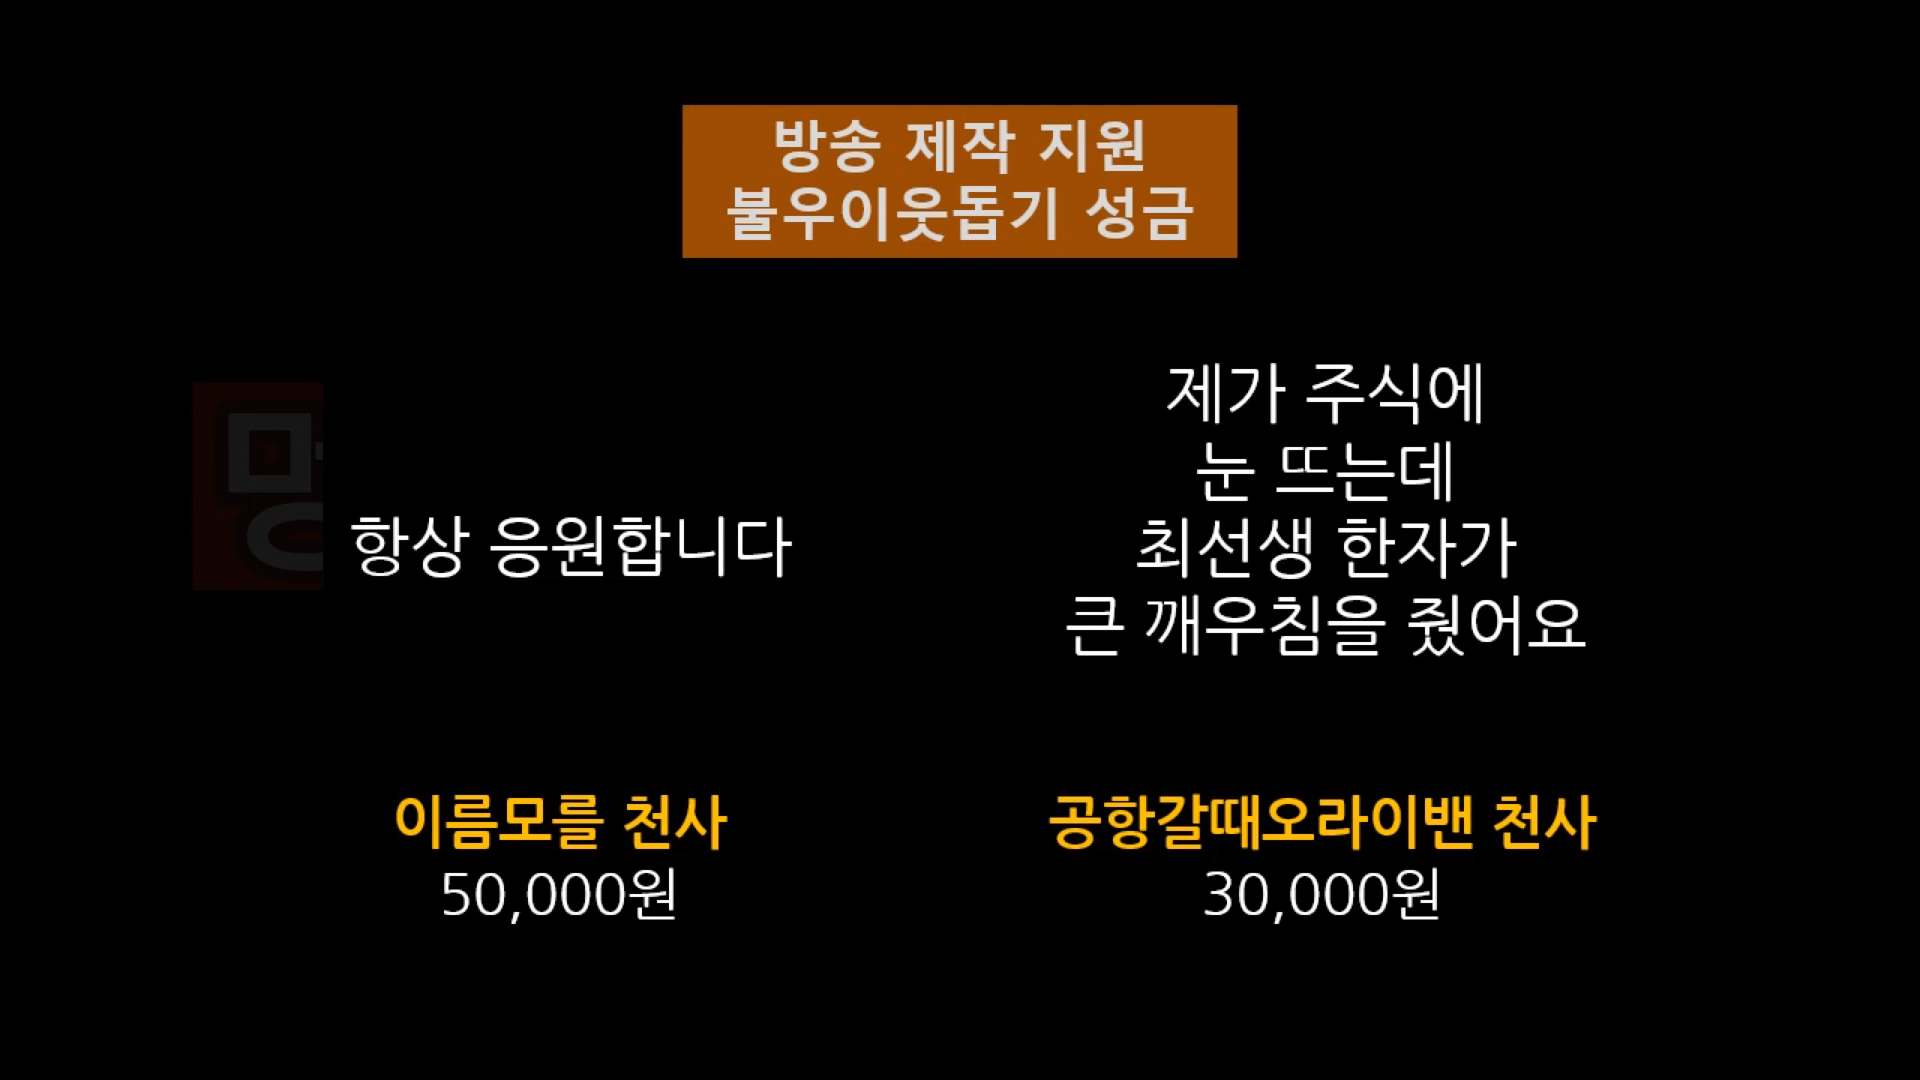 방송 제작 지원
불우이웃돕기 성금
항상 응원합니다
이름모를 천사
50,000원
제가 주식에
눈 뜨는데
최선생 한자가
큰 깨우침을 줬어요
공항갈때오라이밴 천사
30,000원